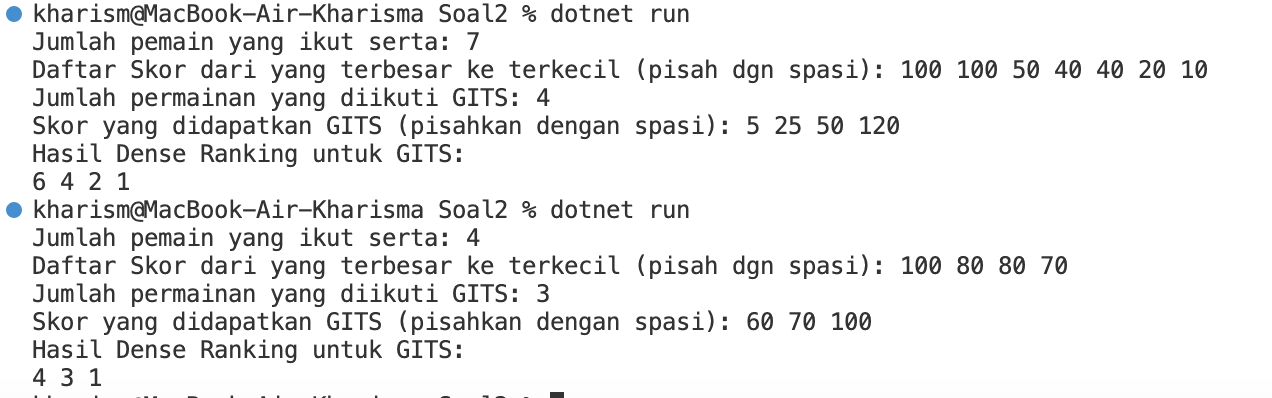 kharism@MacBook-Air-Kharisma Soal2 % dotnet run
Jumlah pemain yang ikut serta: 7
Daftar Skor dari yang terbesar ke terkecil (pisah dgn spasi): 100 100 50 40 40 20 10
Jumlah permainan yang diikuti GITS: 4
Skor yang didapatkan GITS (pisahkan dengan spasi): 5 25 50 120
Hasil Dense Ranking untuk GITS:
6 4 2 1
kharism@MacBook-Air-Kharisma Soal2 % dotnet run
Jumlah pemain yang ikut serta: 4
Daftar Skor dari yang terbesar ke terkecil (pisah dgn spasi): 100 80 80 70
Jumlah permainan yang diikuti GITS: 3
Skor yang didapatkan GITS (pisahkan dengan spasi): 60 70 100
Hasil Dense Ranking untuk GITS:
4 3 1